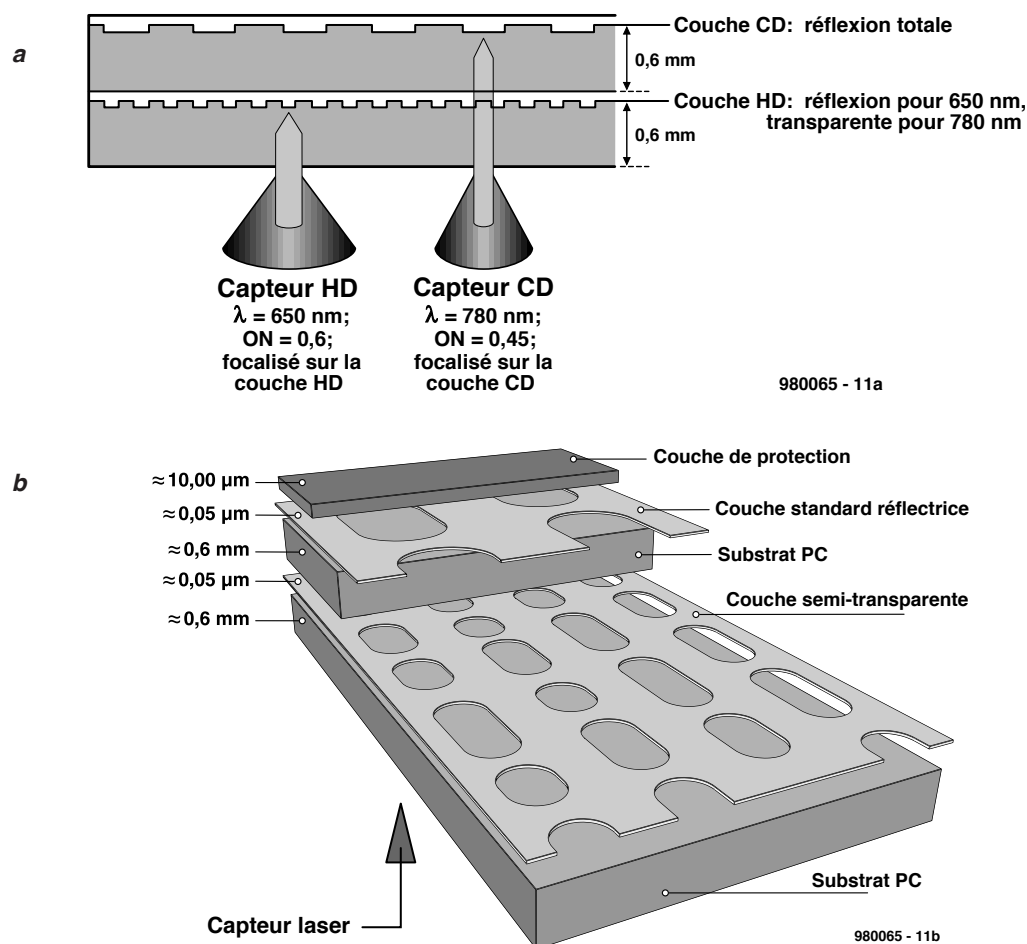 a
Couche CD: réflexion totale
0,6 mm
Couche HD: réflexion pour 650 nm,
transparente pour 780 nm
0,6 mm
Capteur HD
λ = 650 nm;
ON = 0,6;
focalisé sur la
couche HD
Capteur CD
λ = 780 nm;
ON = 0,45;
focalisé sur la
couche CD
980065 - 11a
b
≈ 10,00 µm
≈ 0,05 µm
≈ 0,6 mm
≈ 0,05 µm
≈ 0,6 mm
Couche de protection
Couche standard réflectrice
Substrat PC
Couche semi-transparente
Substrat PC
Capteur laser
980065 - 11b